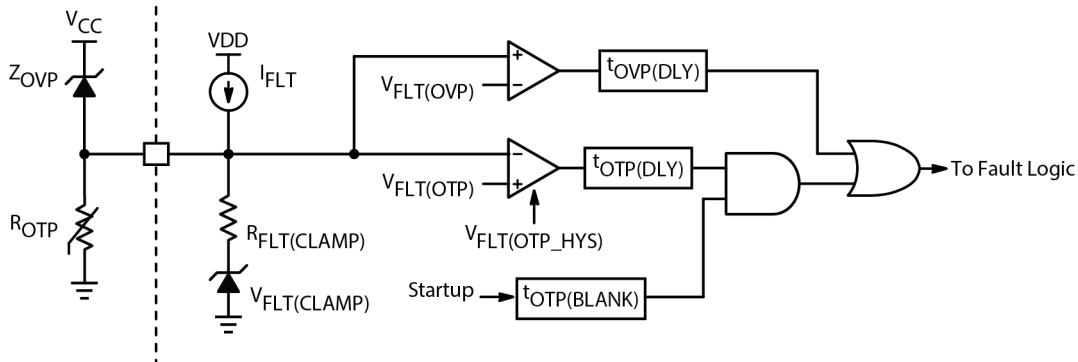 VCC
ZOVP
VDD
IFLT
VFLT(OVP)
+
−
tOVP(DLY)
ROTP
RFLT(CLAMP)
VFLT(CLAMP)
−
+
VFLT(OTP)
tOTP(DLY)
VFLT(OTP_HYS)
Startup
tOTP(BLANK)
To Fault Logic